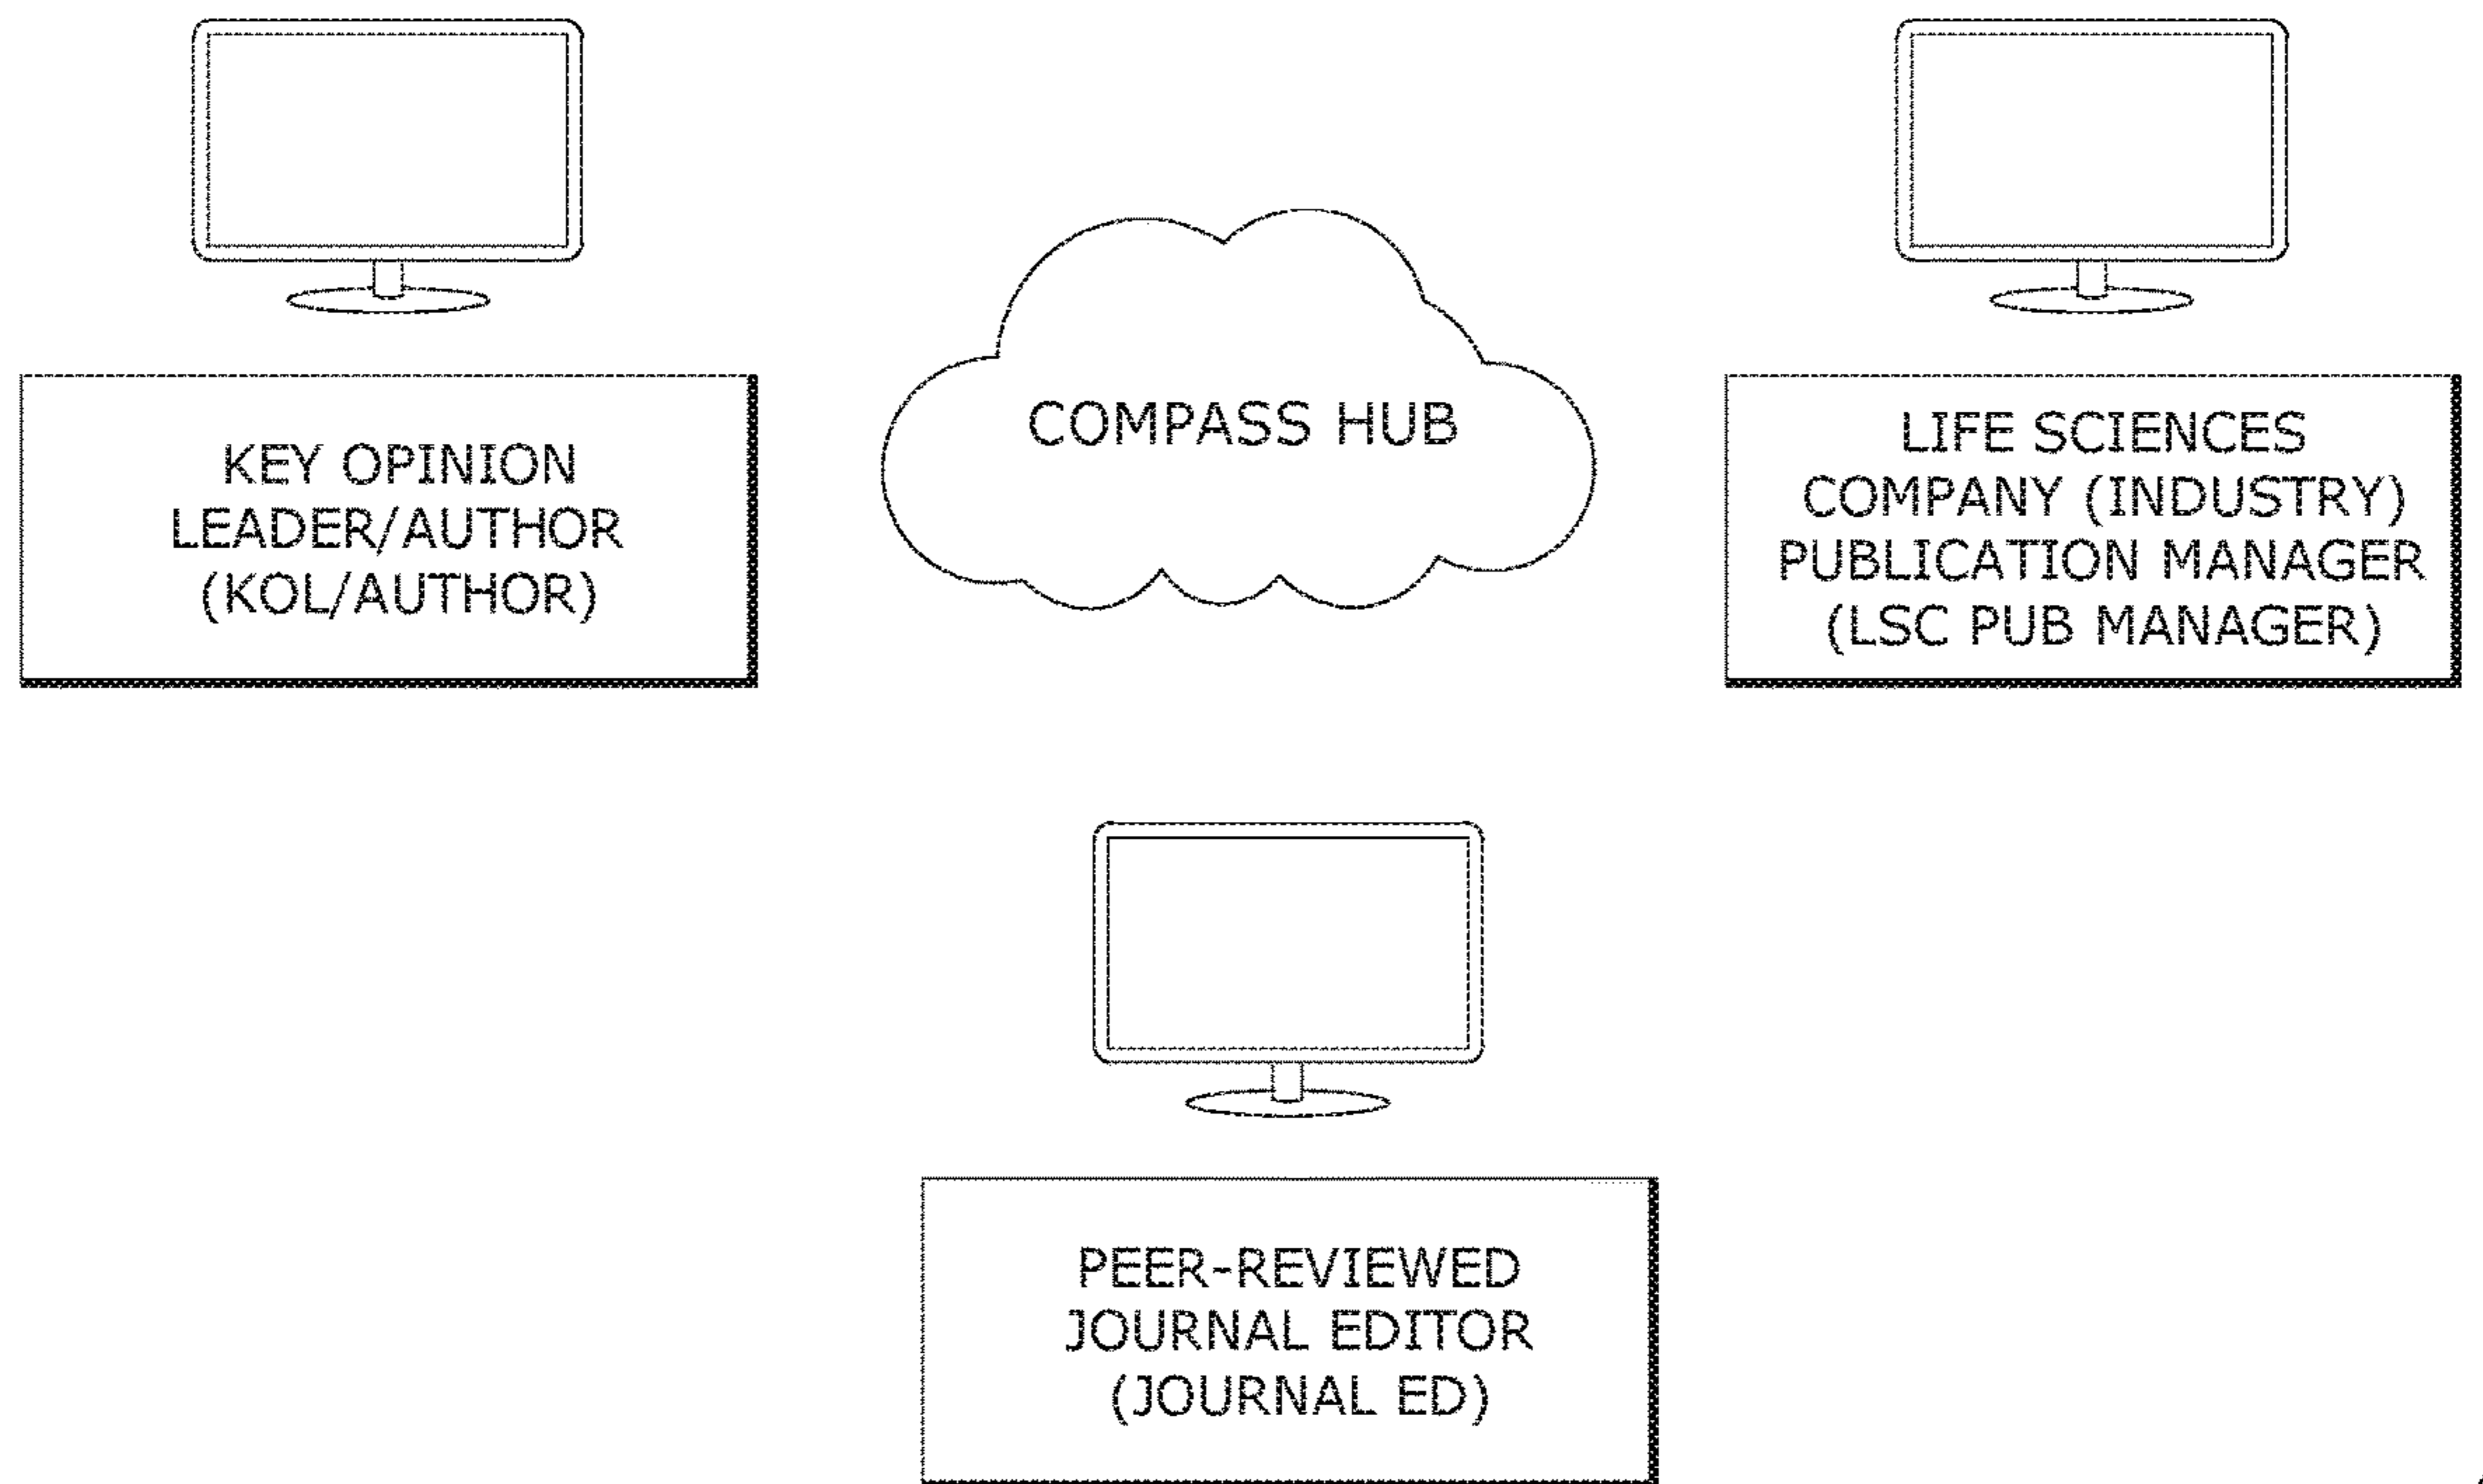 KEY OPINION
LEADER/AUTHOR
(KOL/AUTHOR)
COMPASS HUB
LIFE SCIENCES
COMPANY (INDUSTRY)
PUBLICATION MANAGER
(LSC PUB MANAGER)
PEER-REVIEWED
JOURNAL EDITOR
(JOURNAL ED)